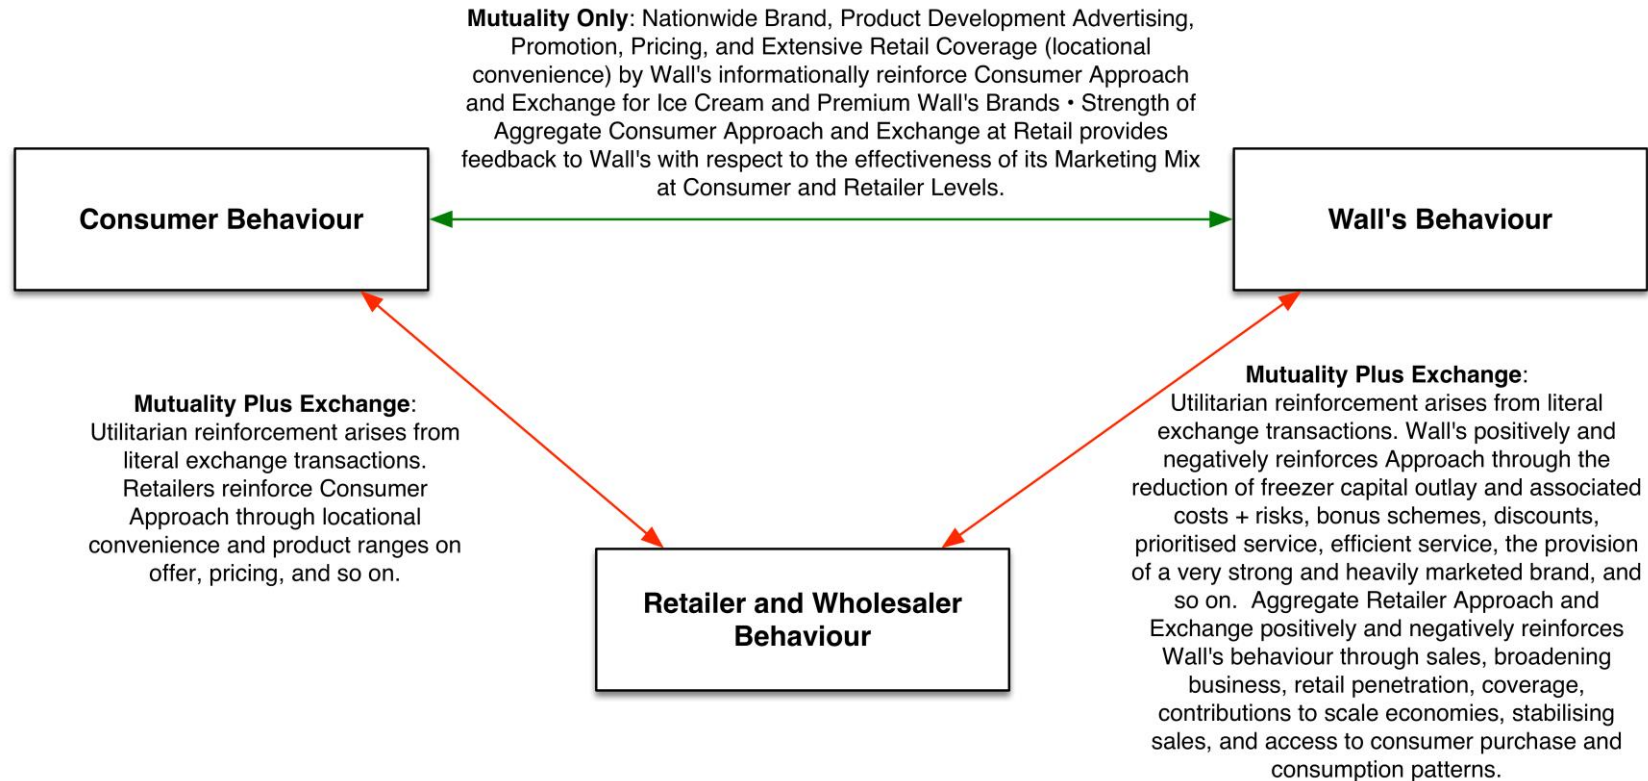 Mutuality Only: Nationwide Brand, Product Development Advertising,
Promotion, Pricing, and Extensive Retail Coverage (locational
convenience) by Wall's informationally reinforce Consumer Approach
and Exchange for Ice Cream and Premium Wall's Brands • Strength of
Aggregate Consumer Approach and Exchange at Retail provides
feedback to Wall's with respect to the effectiveness of its Marketing Mix
at Consumer and Retailer Levels.
Consumer Behaviour
Wall's Behaviour
Mutuality Plus Exchange:
Utilitarian reinforcement arises from
literal exchange transactions.
Retailers reinforce Consumer
Approach through locational
convenience and product ranges on
offer, pricing, and so on.
Retailer and Wholesaler
Behaviour
Mutuality Plus Exchange:
Utilitarian reinforcement arises from literal
exchange transactions. Wall's positively and
negatively reinforces Approach through the
reduction of freezer capital outlay and associated
costs + risks, bonus schemes, discounts,
prioritised service, efficient service, the provision
of a very strong and heavily marketed brand, and
so on.  Aggregate Retailer Approach and
Exchange positively and negatively reinforces
Wall's behaviour through sales, broadening
business, retail penetration, coverage,
contributions to scale economies, stabilising
sales, and access to consumer purchase and
consumption patterns.